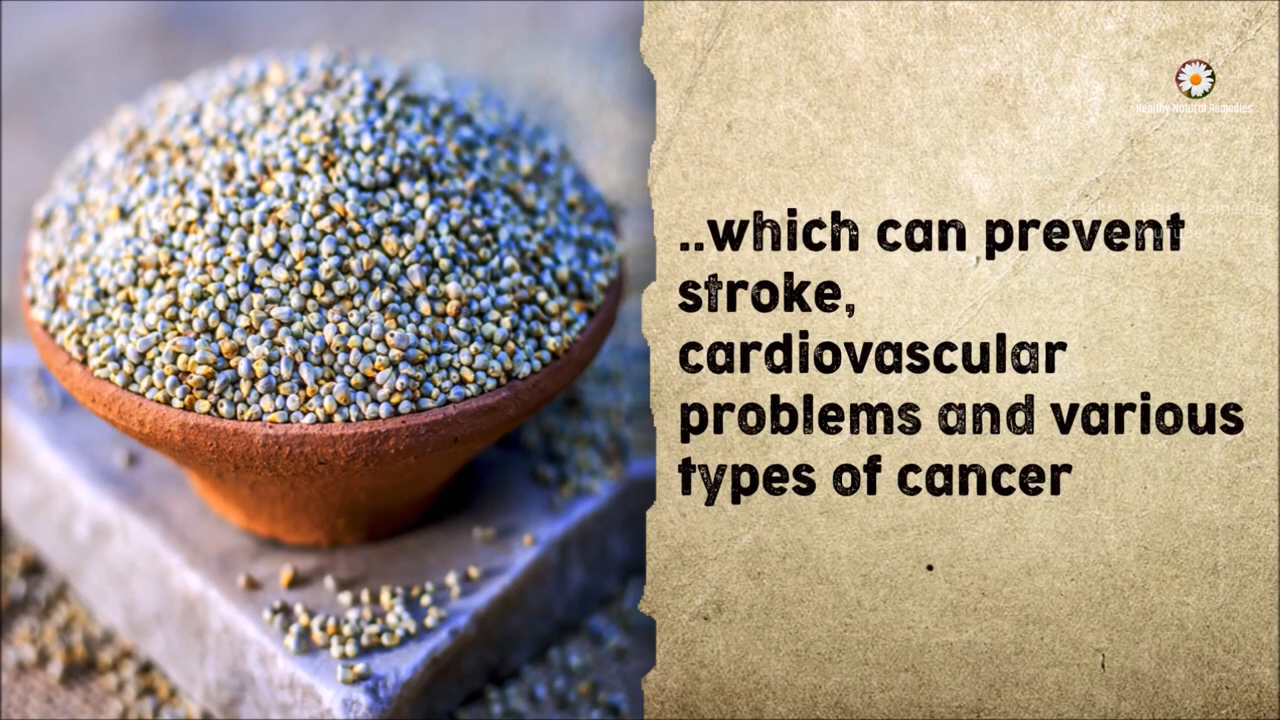 Healthy Natural Remedies
..which can prevent
stroke,
cardiovascular
problems and various
types of cancer